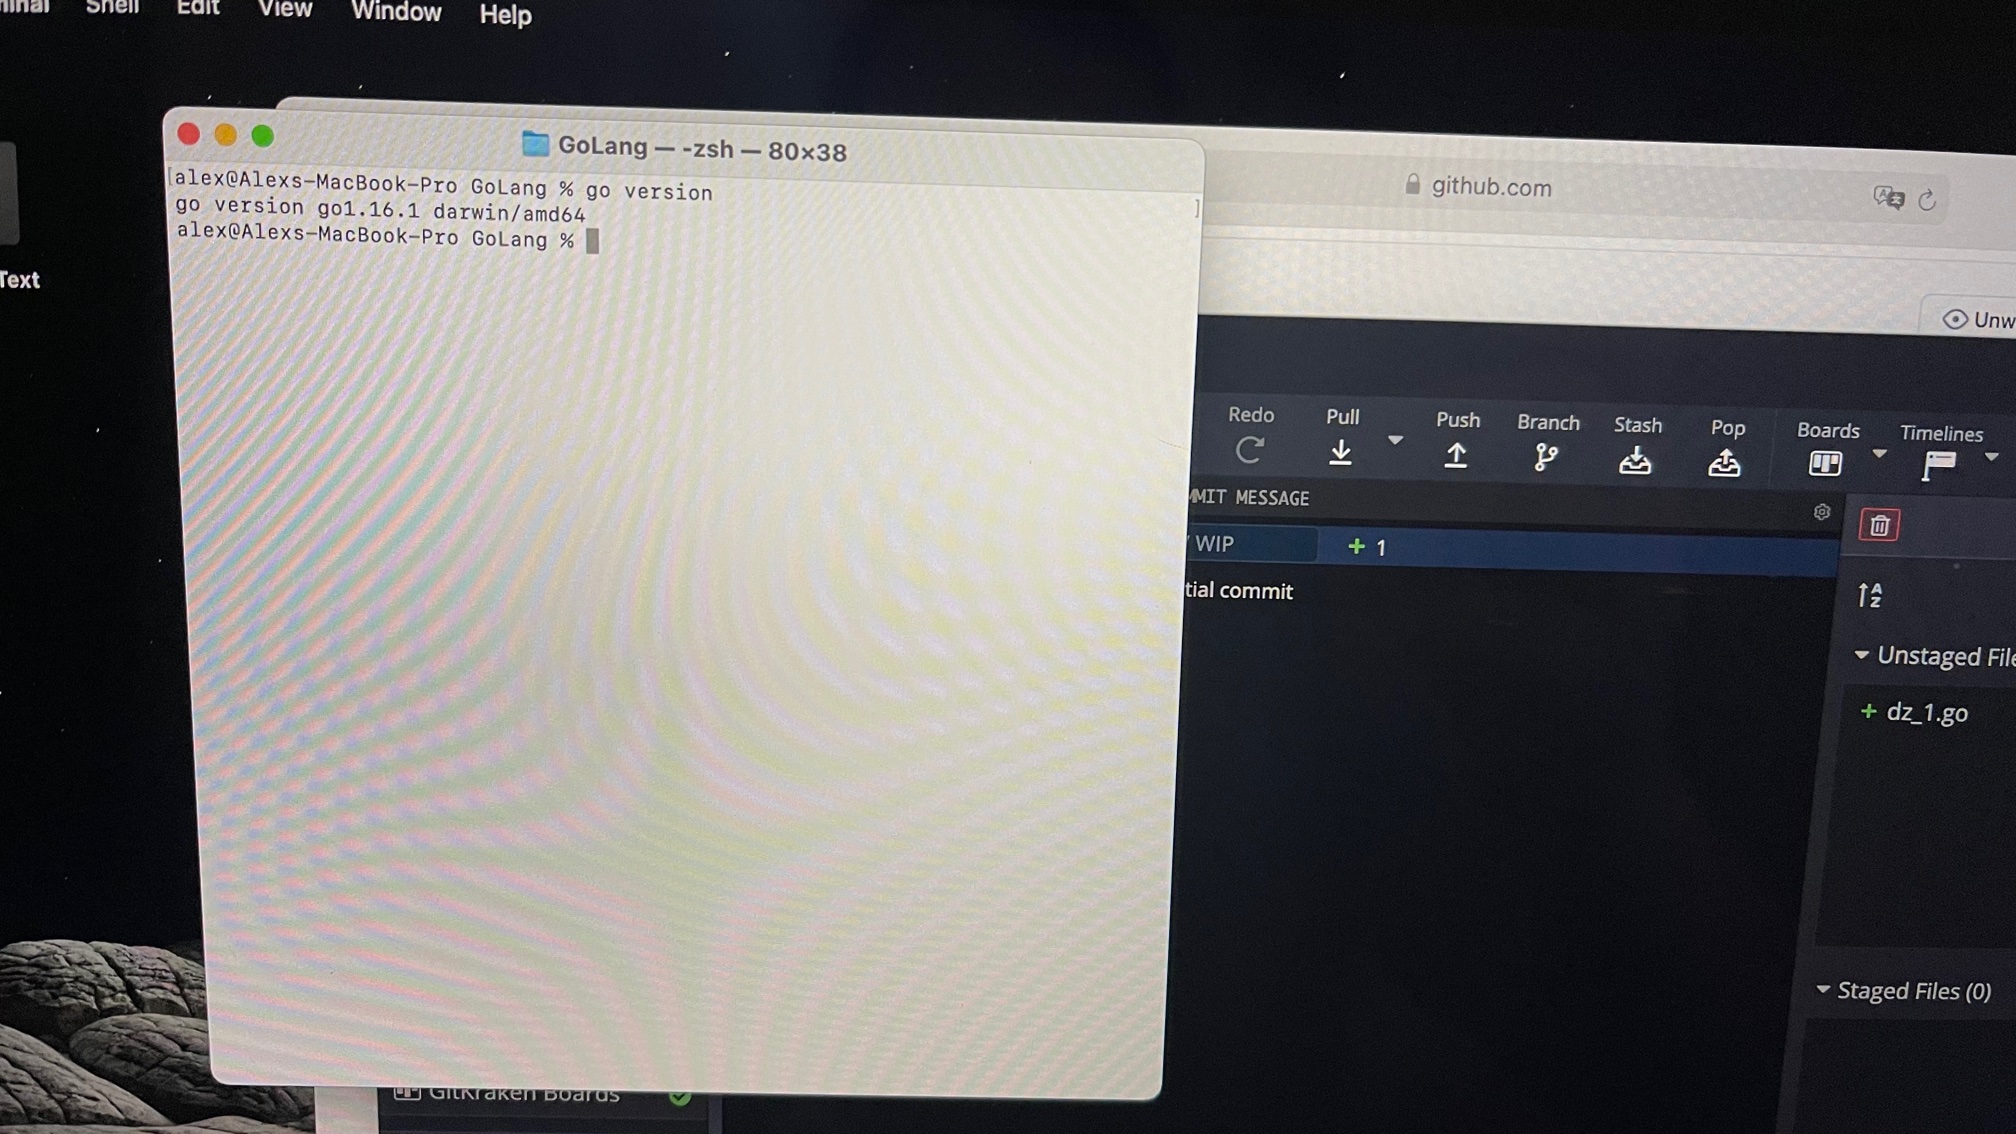 Shell Edit View Window Help
GoLang — -zsh — 80×38
alex@Alexs-MacBook-Pro GoLang % go version
go version go1.16.1 darwin/amd64
alex@Alexs-MacBook-Pro GoLang %
Text
github.com
Redo Pull Push Branch Stash Pop Boards Timelines
MIT MESSAGE
WIP + 1
tial commit
Unstaged File
+ dz_1.go
Staged Files (0)
GitKraken Boards